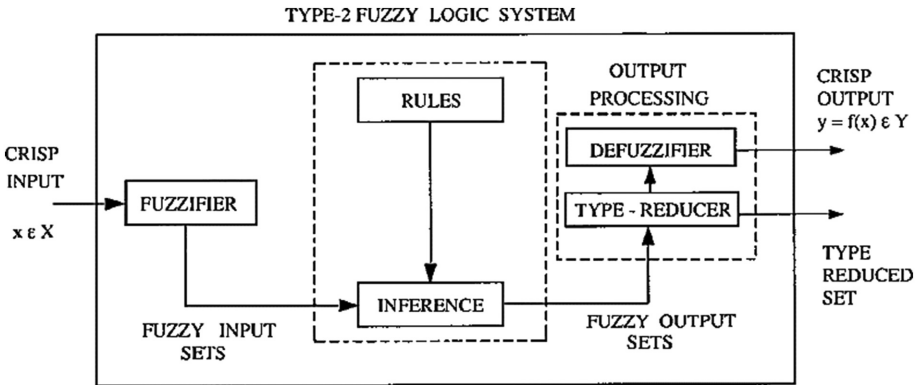 TYPE-2 FUZZY LOGIC SYSTEM
OUTPUT
PROCESSING
CRISP
OUTPUT
y = f(x) ε Y
RULES
DEFUZZIFIER
CRISP
INPUT
x ε X
FUZZIFIER
TYPE - REDUCER
TYPE
REDUCED
SET
INFERENCE
FUZZY INPUT
SETS
FUZZY OUTPUT
SETS